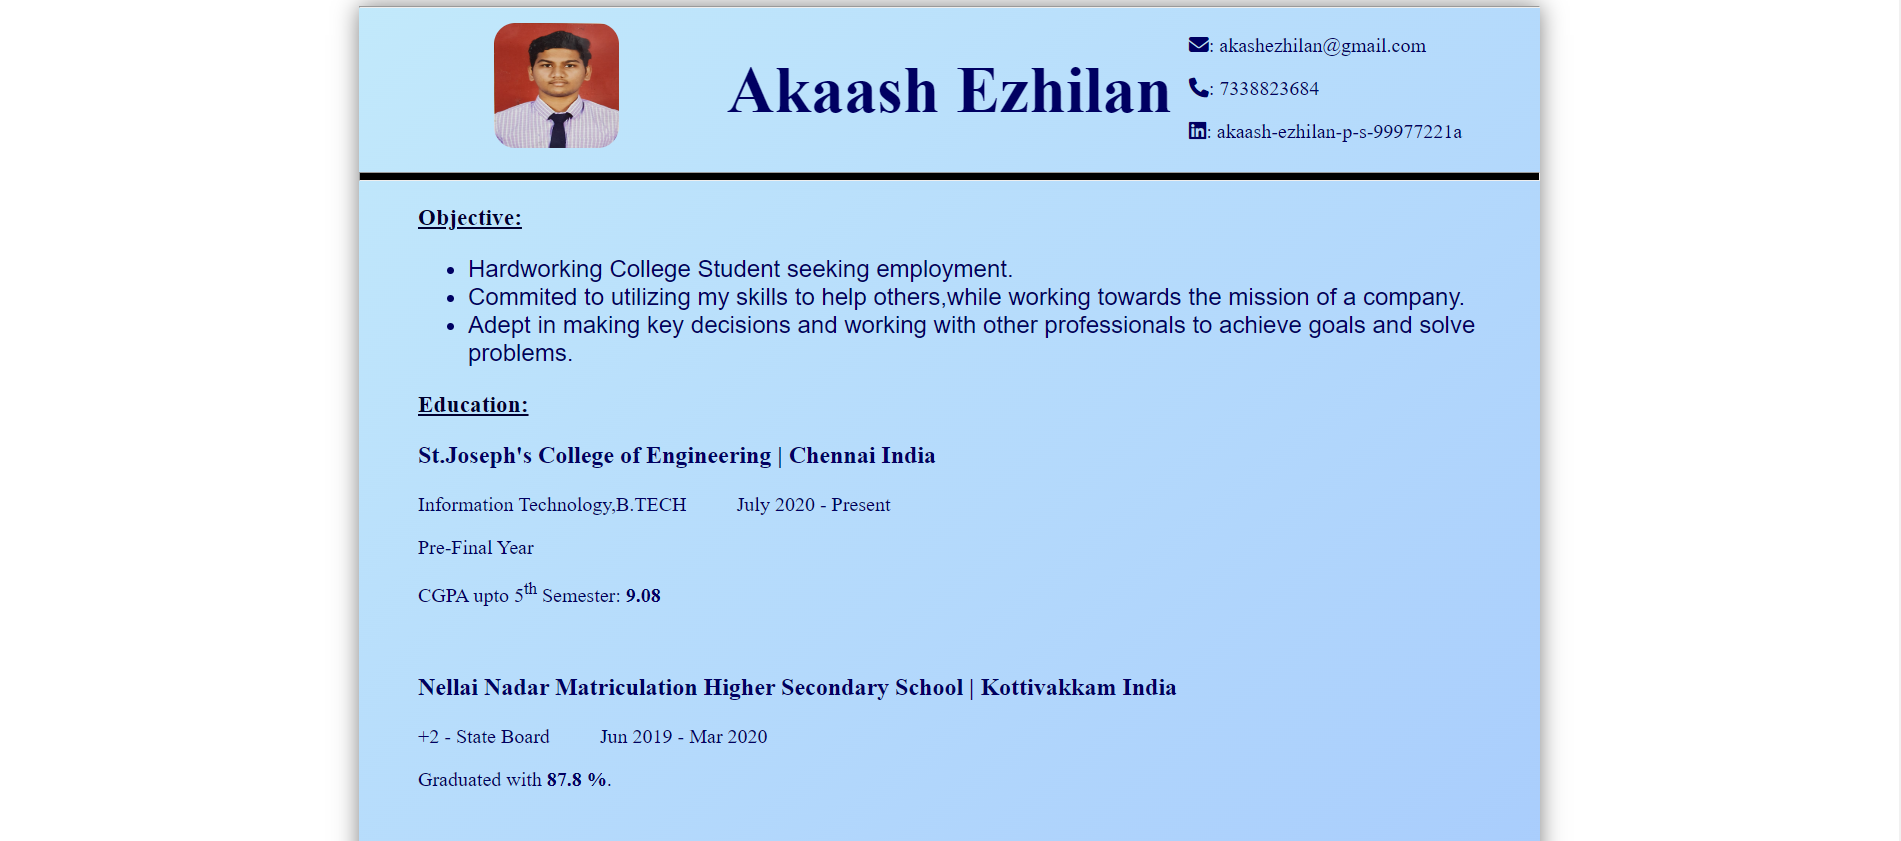 Akaash Ezhilan
: akashezhilan@gmail.com
: 7338823684
: akaash-ezhilan-p-s-99977221a
Objective:
• Hardworking College Student seeking employment.
• Commited to utilizing my skills to help others,while working towards the mission of a company.
• Adept in making key decisions and working with other professionals to achieve goals and solve
problems.
Education:
St.Joseph's College of Engineering | Chennai India
Information Technology,B.TECH July 2020 - Present
Pre-Final Year
CGPA upto 5th Semester: 9.08
Nellai Nadar Matriculation Higher Secondary School | Kottivakkam India
+2 - State Board Jun 2019 - Mar 2020
Graduated with 87.8 %.